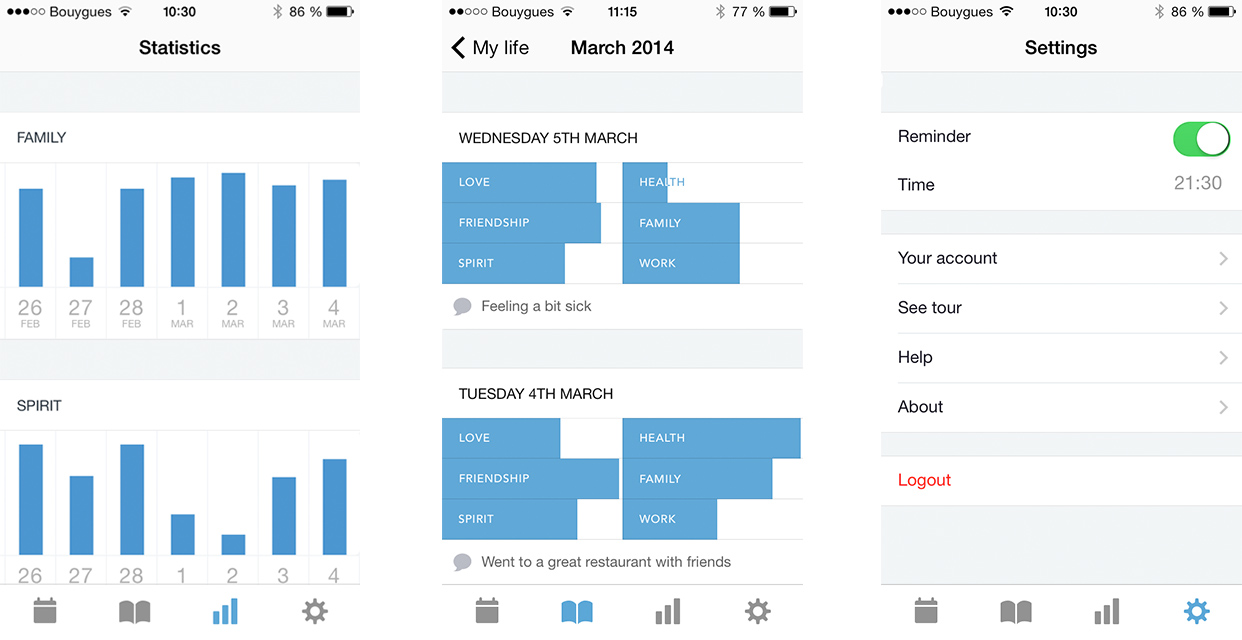 Bouygues 10:30 86 %
Statistics
FAMILY
26 27 28 1 2 3 4
FEB FEB FEB MAR MAR MAR MAR
SPIRIT
26 27 28 1 2 3 4
Bouygues 11:15 77 %
My life March 2014
WEDNESDAY 5TH MARCH
LOVE HEALTH
FRIENDSHIP FAMILY
SPIRIT WORK
Feeling a bit sick
TUESDAY 4TH MARCH
LOVE HEALTH
FRIENDSHIP FAMILY
SPIRIT WORK
Went to a great restaurant with friends
Bouygues 10:30 86 %
Settings
Reminder
Time 21:30
Your account
See tour
Help
About
Logout